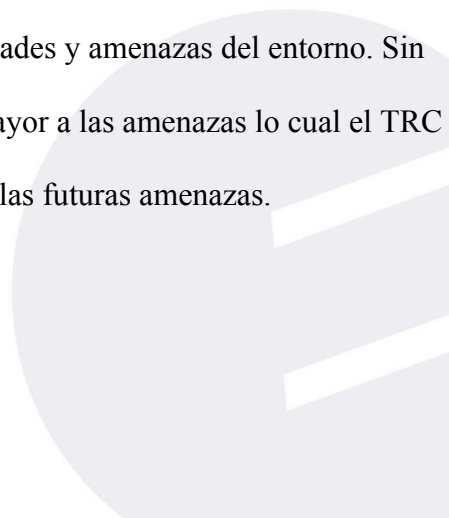 ades y amenazas del entorno. Sin
ayor a las amenazas lo cual el TRC
las futuras amenazas.